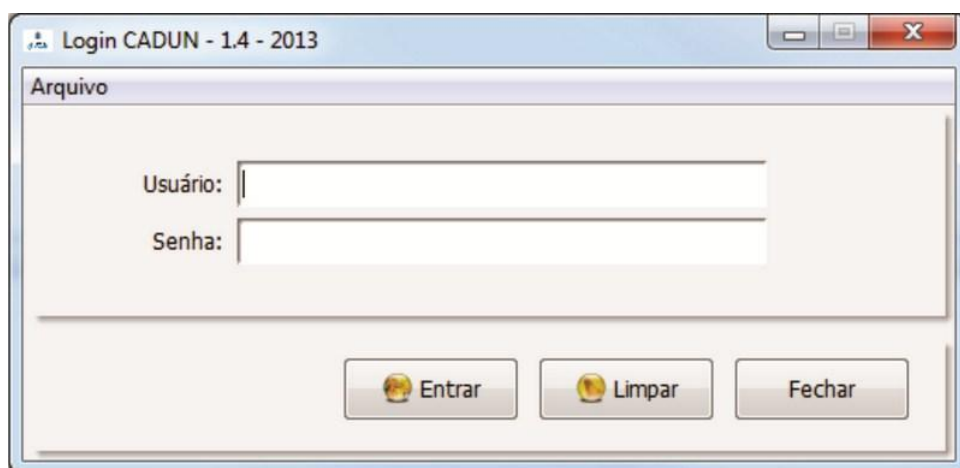 Login CADUN - 1.4 - 2013
Arquivo
Usuário:
Senha:
Entrar Limpar Fechar